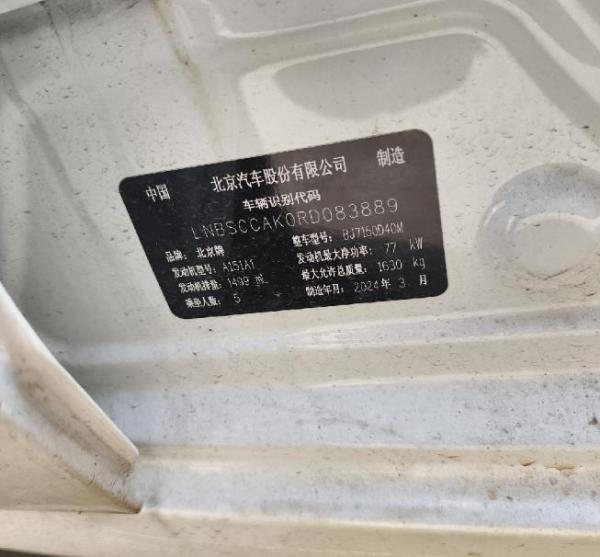 中国 北京汽车股份有限公司 制造
车辆识别代码
LNBSCCAK0RD083889
品牌: 北京牌 整车型号: BJ7150D40M
发动机型号: A151A1 发动机最大净功率: 77 kW
发动机排量: 1499 mL 最大允许总质量: 1630 kg
乘坐人数: 5 制造年月: 2024 年 3 月